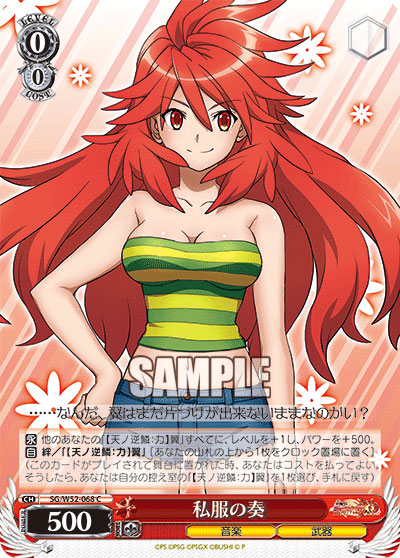 LEVEL
0
0
COST
SAMPLE
……なんだ、翼はまだ片づけが出来ないままなのかい？
永 他のあなたの「【天ノ逆鱗:力】翼」すべてに、レベルを＋1し、パワーを＋500。
自 絆／「【天ノ逆鱗:力】翼」［あなたの山札の上から1枚をクロック置場に置く］
（このカードがプレイされて舞台に置かれた時、あなたはコストを払ってよい。
そうしたら、あなたは自分の控え室の「【天ノ逆鱗:力】翼」を1枚選び、手札に戻す）
CH SG/W52-068 C
500
私服の奏
音楽
武器
©PS ©PSG ©PSGX ©BUSHI © P